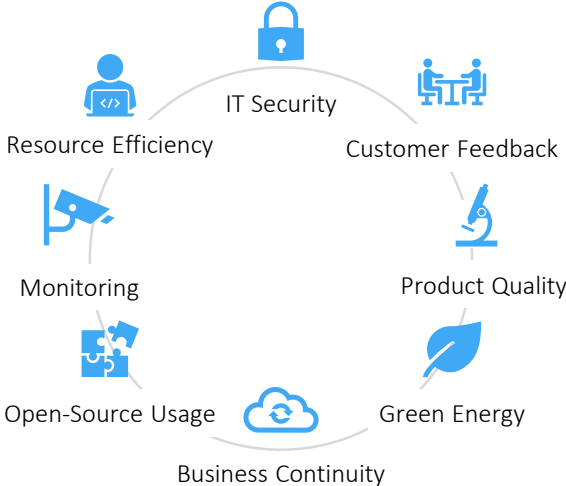 IT Security
Customer Feedback
Product Quality
Green Energy
Business Continuity
Open-Source Usage
Monitoring
Resource Efficiency
</>